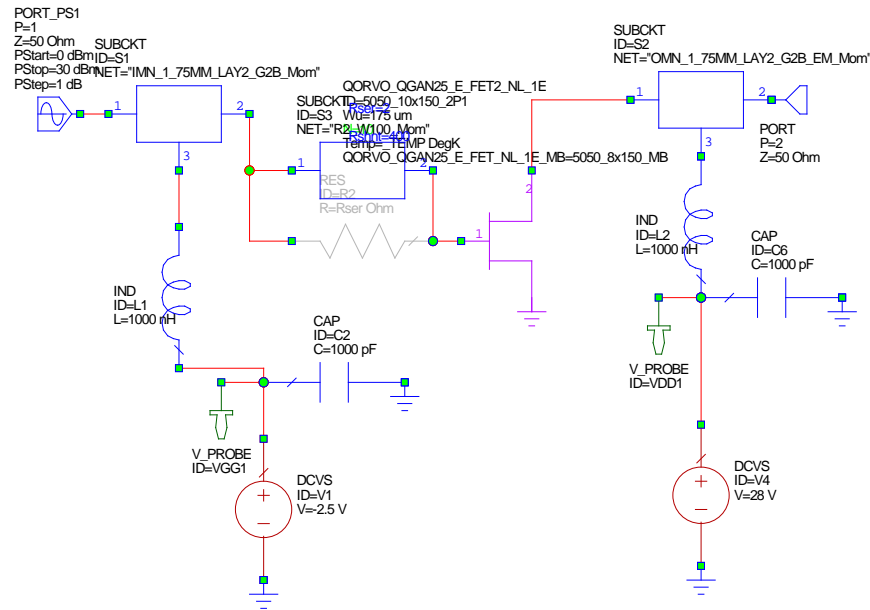 PORT_PS1
P=1
Z=50 Ohm
PStart=0 dBm
PStop=30 dBm
PStep=1 dB
SUBCKT
ID=S1
NET="IMN_1_75MM_LAY2_G2B_Mom"
1
2
3
SUBCKT
ID=S3
NET="R2_W100_Mom"
1
2
Rser=2
Rshnt=400
QORVO_QGAN25_E_FET2_NL_1E
ID=5050_10x150_2P1
Wu=175 um
Temp=_TEMP DegK
QORVO_QGAN25_E_FET_NL_1E_MB=5050_8x150_MB
1
2
RES
ID=R2
R=Rser Ohm
SUBCKT
ID=S2
NET="OMN_1_75MM_LAY2_G2B_EM_Mom"
1
2
3
PORT
P=2
Z=50 Ohm
IND
ID=L1
L=1000 nH
CAP
ID=C2
C=1000 pF
V_PROBE
ID=VGG1
DCVS
ID=V1
V=-2.5 V
IND
ID=L2
L=1000 nH
CAP
ID=C6
C=1000 pF
V_PROBE
ID=VDD1
DCVS
ID=V4
V=28 V